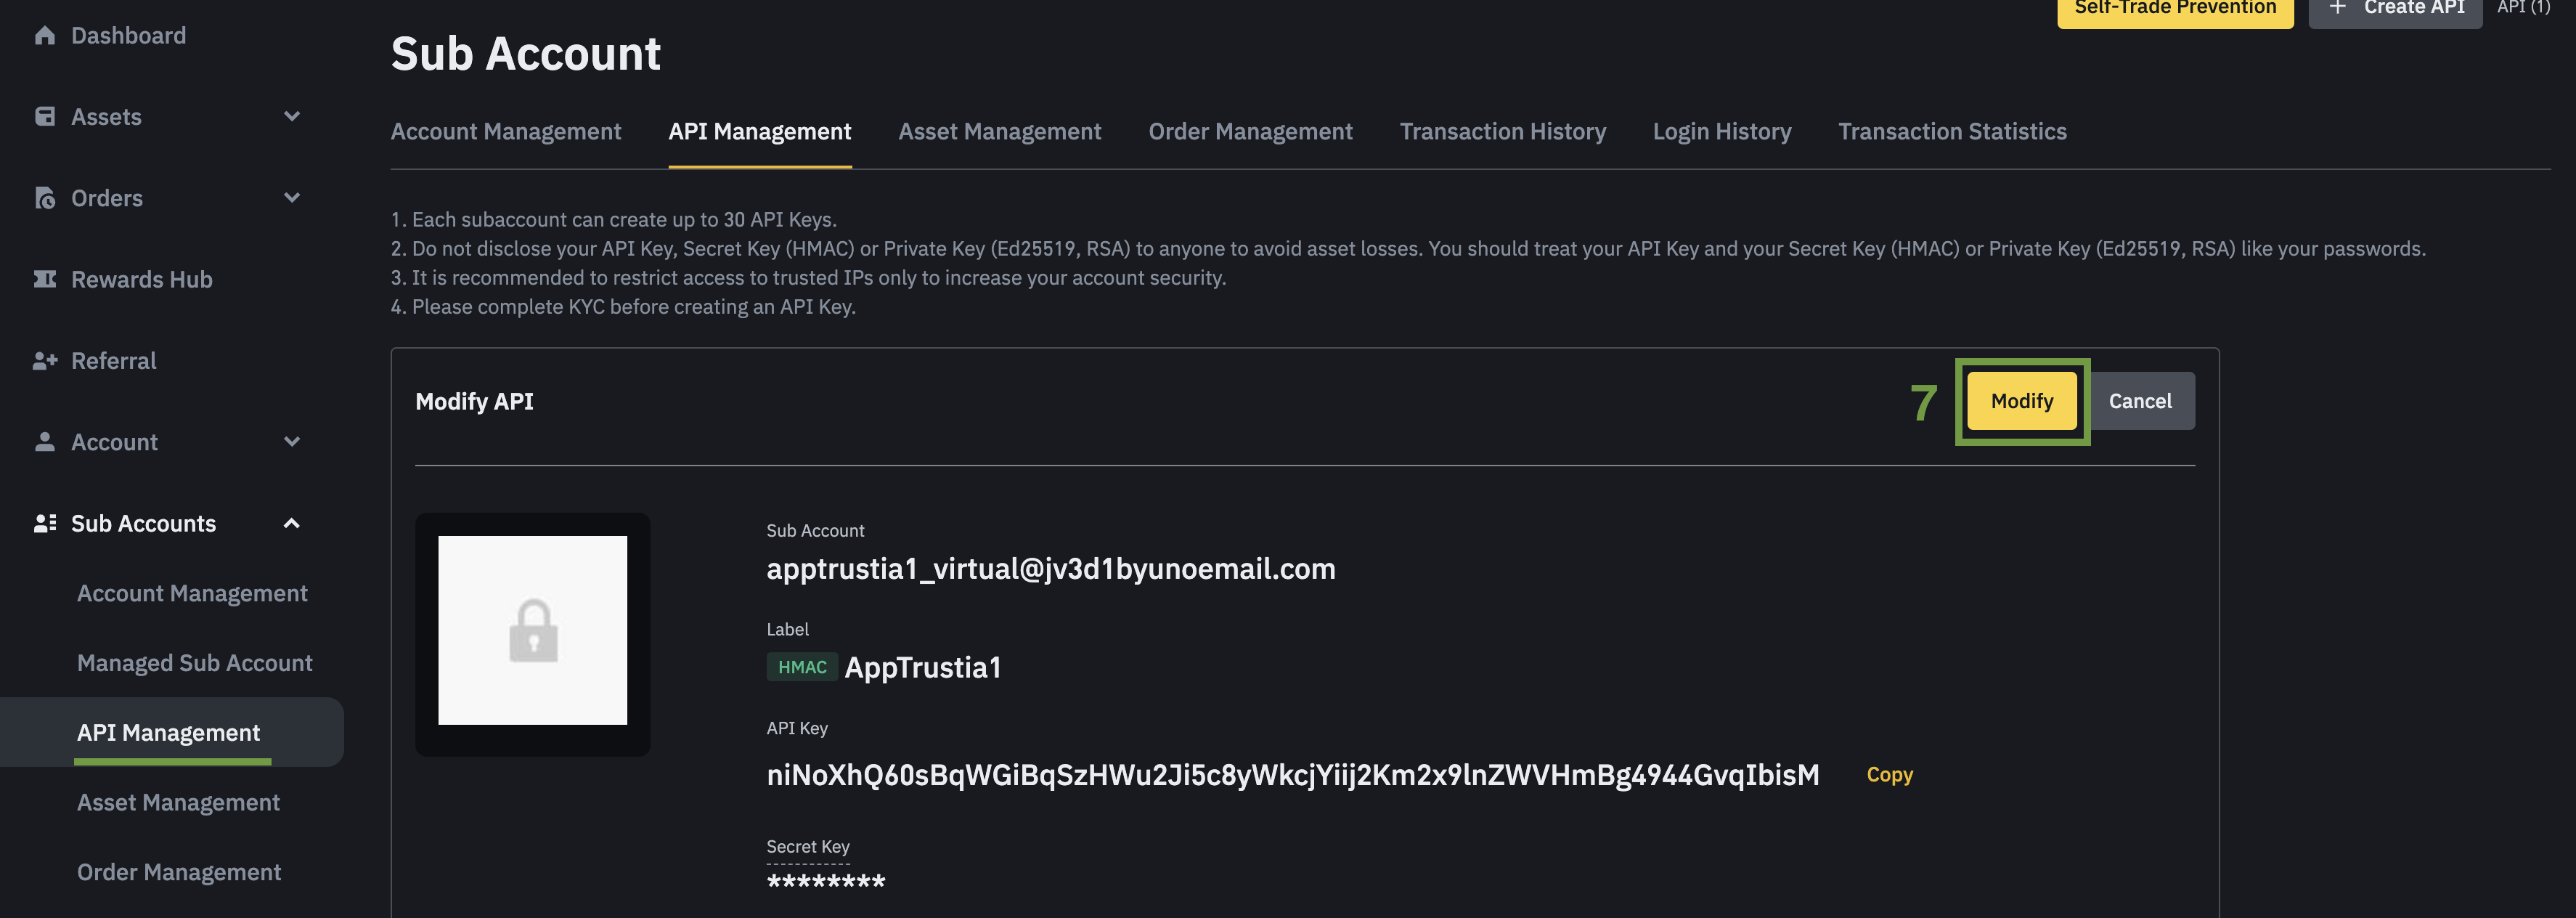 Dashboard
Assets
Orders
Rewards Hub
Referral
Account
Sub Accounts
Account Management
Managed Sub Account
API Management
Asset Management
Order Management
Self-Trade Prevention
+ Create API
API (1)
Sub Account
Account Management
API Management
Asset Management
Order Management
Transaction History
Login History
Transaction Statistics
1. Each subaccount can create up to 30 API Keys.
2. Do not disclose your API Key, Secret Key (HMAC) or Private Key (Ed25519, RSA) to anyone to avoid asset losses. You should treat your API Key and your Secret Key (HMAC) or Private Key (Ed25519, RSA) like your passwords.
3. It is recommended to restrict access to trusted IPs only to increase your account security.
4. Please complete KYC before creating an API Key.
Modify API
7
Modify
Cancel
Sub Account
apptrustia1_virtual@jv3d1byunoemail.com
Label
HMAC AppTrustia1
API Key
niNoXhQ60sBqWGiBqSzHWu2Ji5c8yWkcjYiij2Km2x9lnZWVHmBg4944GvqIbisM
Copy
Secret Key
********